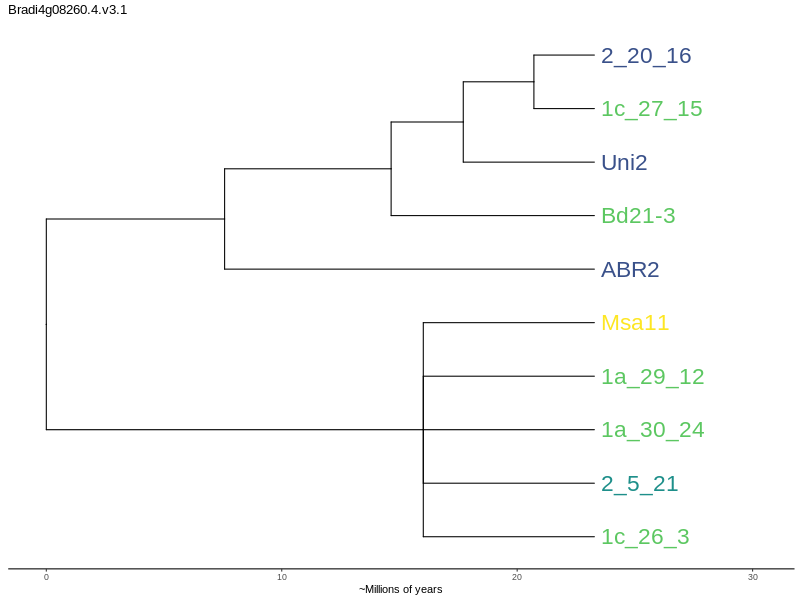 Bradi4g08260.4.v3.1
2_20_16
1c_27_15
Uni2
Bd21-3
ABR2
Msa11
1a_29_12
1a_30_24
2_5_21
1c_26_3
0 10 20 30
~Millions of years